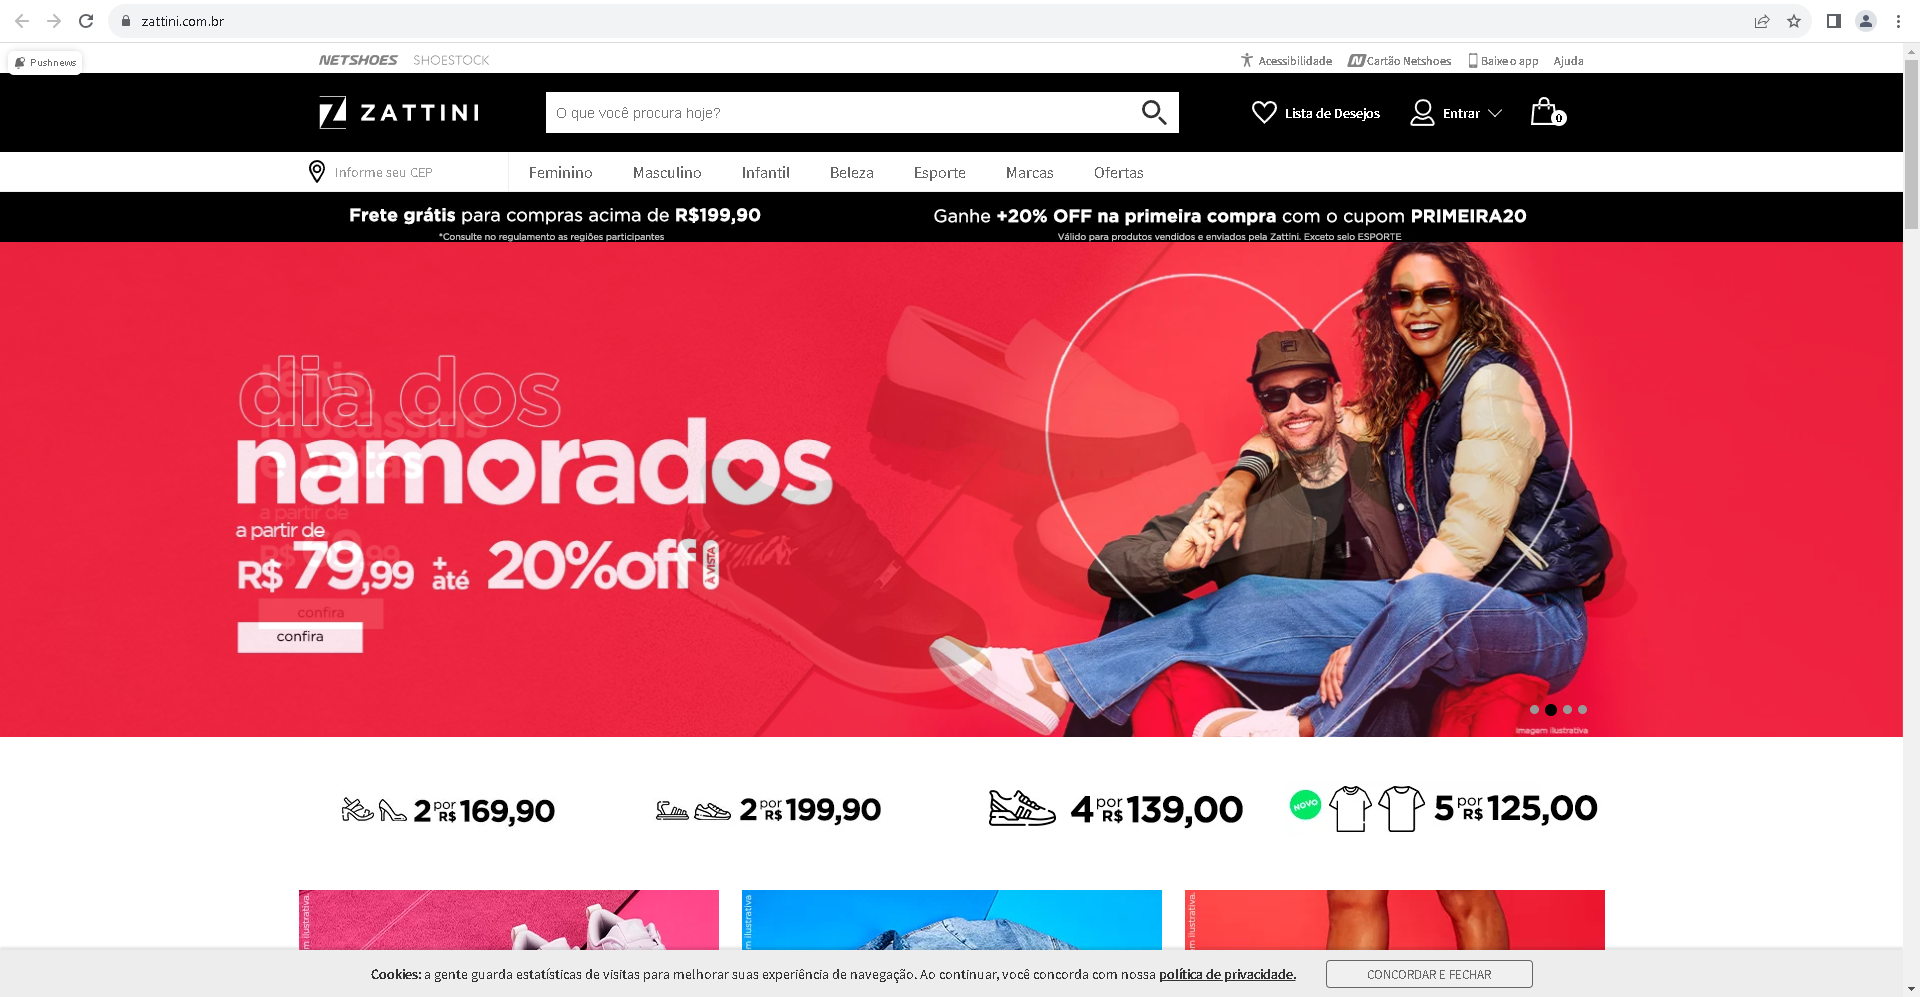 zattini.com.br
Pushnews
NETSHOES SHOESTOCK
Acessibilidade Cartão Netshoes Baixe o app Ajuda
ZATTINI
O que você procura hoje?
Lista de Desejos Entrar 0
Informe seu CEP Feminino Masculino Infantil Beleza Esporte Marcas Ofertas
Frete grátis para compras acima de R$199,90
*Consulte no regulamento as regiões participantes
Ganhe +20% OFF na primeira compra com o cupom PRIMEIRA20
Válido para produtos vendidos e enviados pela Zattini. Exceto selo ESPORTE
dia dos
namorados
a partir de
R$ 79,99 + até 20%off À VISTA
confira
confira
Imagem ilustrativa
2 por R$ 169,90
2 por R$ 199,90
4 por R$ 139,00
NOVO 5 por R$ 125,00
Cookies: a gente guarda estatísticas de visitas para melhorar suas experiência de navegação. Ao continuar, você concorda com nossa política de privacidade.
CONCORDAR E FECHAR